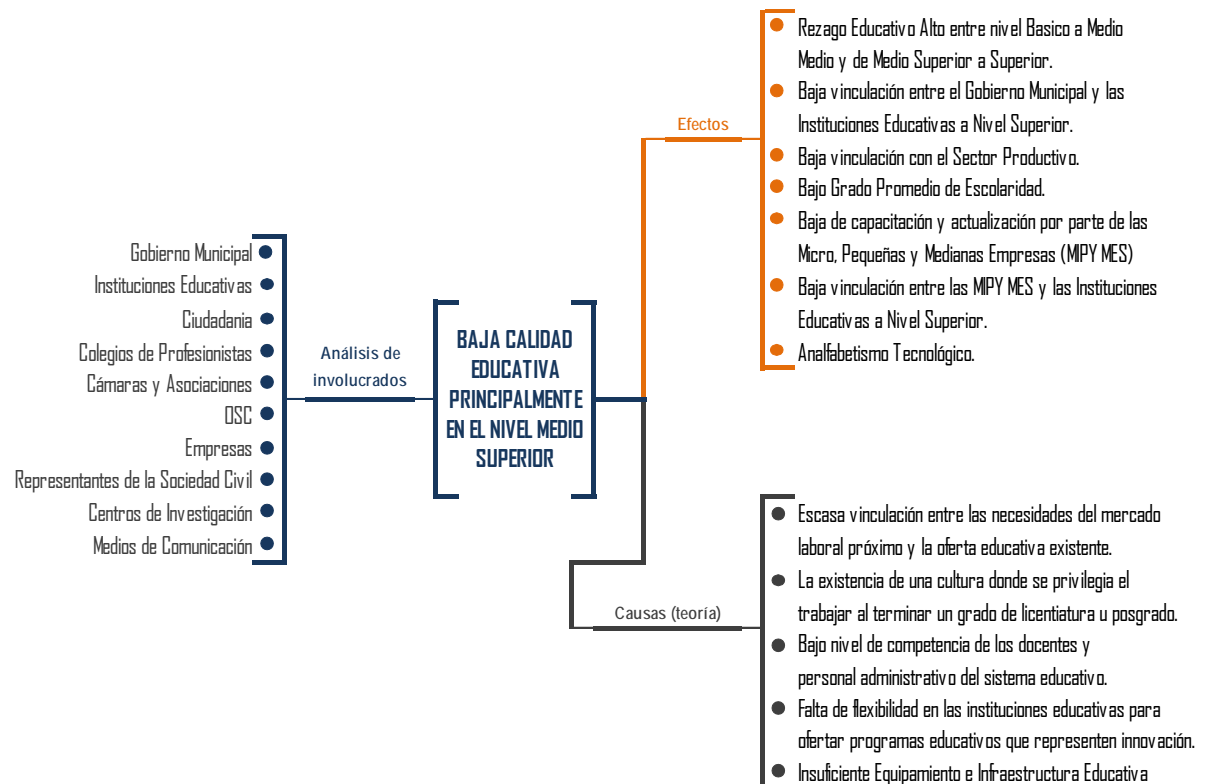 Gobierno Municipal
Instituciones Educativas
Ciudadania
Colegios de Profesionistas
Cámaras y Asociaciones
OSC
Empresas
Representantes de la Sociedad Civil
Centros de Investigación
Medios de Comunicación
Análisis de
involucrados
BAJA CALIDAD
EDUCATIVA
PRINCIPALMENTE
EN EL NIVEL MEDIO
SUPERIOR
Efectos
Rezago Educativo Alto entre nivel Basico a Medio
Medio y de Medio Superior a Superior.
Baja vinculación entre el Gobierno Municipal y las
Instituciones Educativas a Nivel Superior.
Baja vinculación con el Sector Productivo.
Bajo Grado Promedio de Escolaridad.
Baja de capacitación y actualización por parte de las
Micro, Pequeñas y Medianas Empresas (MIPY MES)
Baja vinculación entre las MIPY MES y las Instituciones
Educativas a Nivel Superior.
Analfabetismo Tecnológico.
Causas (teoría)
Escasa vinculación entre las necesidades del mercado
laboral próximo y la oferta educativa existente.
La existencia de una cultura donde se privilegia el
trabajar al terminar un grado de licentiatura u posgrado.
Bajo nivel de competencia de los docentes y
personal administrativo del sistema educativo.
Falta de flexibilidad en las instituciones educativas para
ofertar programas educativos que representen innovación.
Insuficiente Equipamiento e Infraestructura Educativa